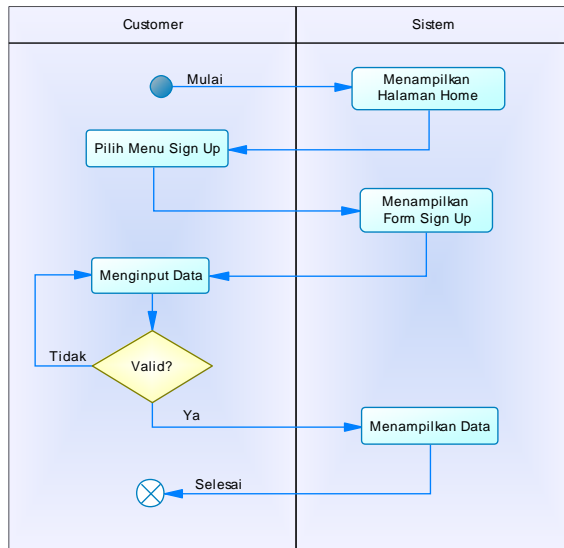 Customer
Sistem
Mulai
Menampilkan
Halaman Home
Pilih Menu Sign Up
Menampilkan
Form Sign Up
Menginput Data
Tidak
Valid?
Ya
Menampilkan Data
Selesai